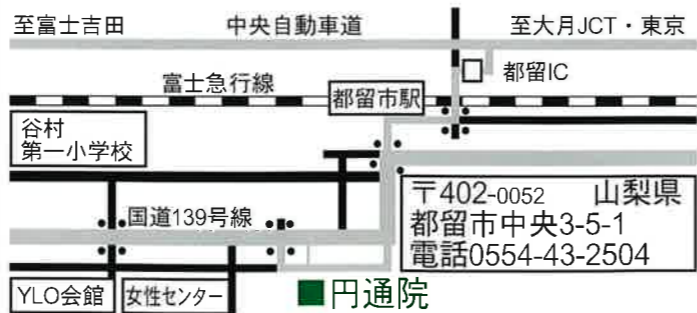 至富士吉田
中央自動車道
至大月JCT・東京
都留IC
富士急行線
都留市駅
谷村
第一小学校
〒402-0052 山梨県
都留市中央3-5-1
電話0554-43-2504
国道139号線
YLO会館
女性センター
■円通院